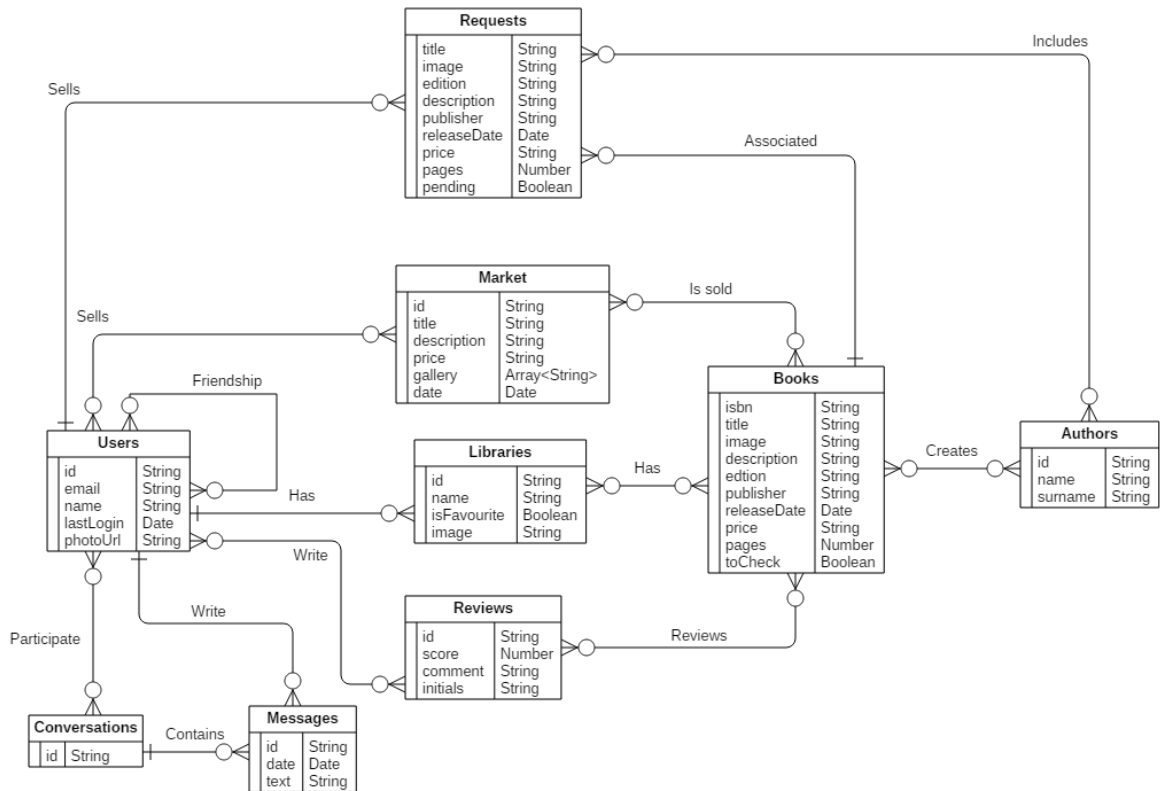 Requests
title String
image String
edition String
description String
publisher String
releaseDate Date
price String
pages Number
pending Boolean
Includes
Sells
Associated
Market
id String
title String
description String
price String
gallery Array<String>
date Date
Is sold
Sells
Friendship
Users
id String
email String
name String
lastLogin Date
photoUrl String
Libraries
id String
name String
isFavourite Boolean
image String
Has
Has
Books
isbn String
title String
image String
description String
edtion String
publisher String
releaseDate Date
price String
pages Number
toCheck Boolean
Creates
Authors
id String
name String
surname String
Write
Write
Reviews
id String
score Number
comment String
initials String
Reviews
Participate
Conversations
id String
Contains
Messages
id String
date Date
text String